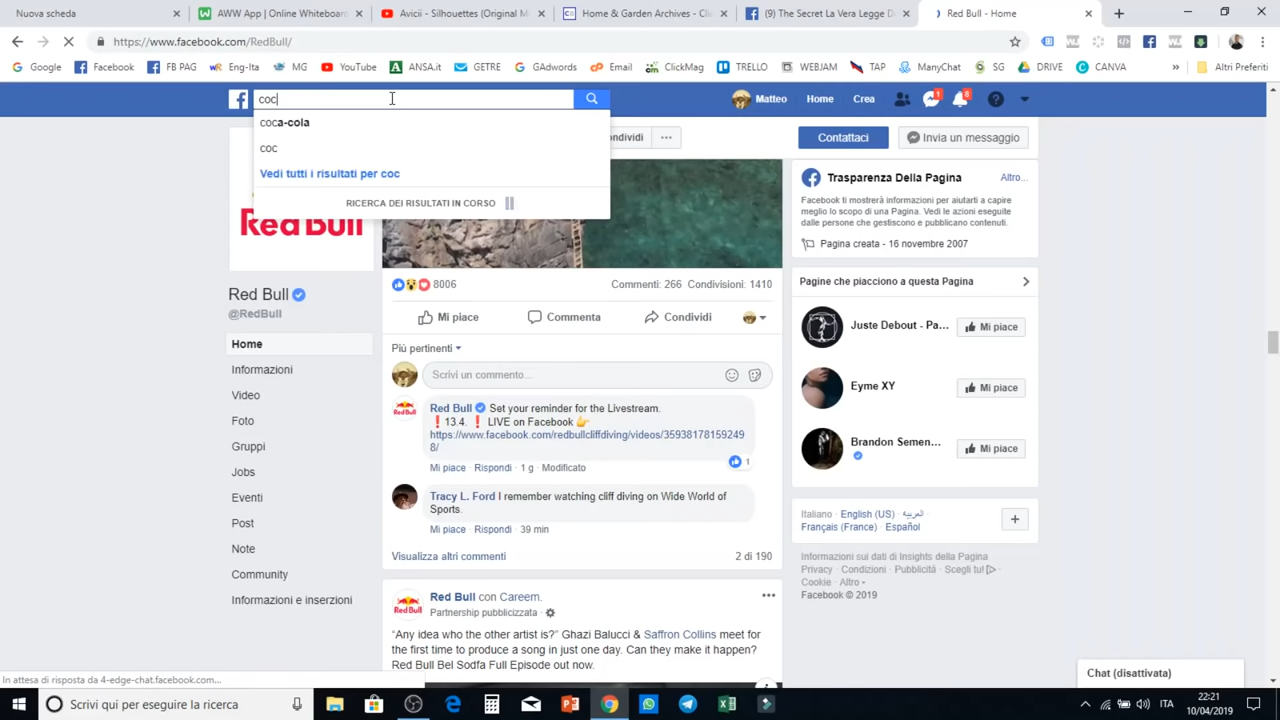 Nuova scheda
AWW App | Online Whiteboard
Avicii - Silhouettes (Original M
Home & Garden Archives - Cli
(9) The Secret La Vera Legge D
Red Bull - Home
https://www.facebook.com/RedBull/
Google
Facebook
FB PAG
Eng-Ita
MG
YouTube
ANSA.it
GETRE
GAdwords
Email
ClickMag
TRELLO
WEBJAM
TAP
ManyChat
SG
DRIVE
CANVA
»
Altri Preferiti
coc
Matteo
Home
Crea
1
8
coca-cola
coc
Vedi tutti i risultati per coc
RICERCA DEI RISULTATI IN CORSO
ondividi
Contattaci
Invia un messaggio
Red Bull
Red Bull
@RedBull
Home
Informazioni
Video
Foto
Gruppi
Jobs
Eventi
Post
Note
Community
Informazioni e inserzioni
8006
Commenti: 266 Condivisioni: 1410
Mi piace
Commenta
Condividi
Più pertinenti
Scrivi un commento...
Red Bull Set your reminder for the Livestream.
❗13.4. ❗ LIVE on Facebook 👉
https://www.facebook.com/redbullcliffdiving/videos/35938178159249
8/
1
Mi piace · Rispondi · 1 g · Modificato
Tracy L. Ford I remember watching cliff diving on Wide World of
Sports.
Mi piace · Rispondi · 39 min
Visualizza altri commenti
2 di 190
Red Bull con Careem.
Partnership pubblicizzata ·
“Any idea who the other artist is?” Ghazi Balucci & Saffron Collins meet for
the first time to produce a song in just one day. Can they make it happen?
Red Bull Bel Sodfa Full Episode out now.
Trasparenza Della Pagina
Altro...
Facebook ti mostrerà informazioni per aiutarti a capire
meglio lo scopo di una Pagina. Vedi le azioni eseguite
dalle persone che gestiscono e pubblicano contenuti.
Pagina creata - 16 novembre 2007
Pagine che piacciono a questa Pagina
Juste Debout - Pa...
Mi piace
Eyme XY
Mi piace
Brandon Semen...
Mi piace
Italiano · English (US) · العربية ·
Français (France) · Español
Informazioni sui dati di Insights della Pagina
Privacy · Condizioni · Pubblicità · Scegli tu! ·
Cookie · Altro
Facebook © 2019
Chat (disattivata)
In attesa di risposta da 4-edge-chat.facebook.com...
Scrivi qui per eseguire la ricerca
ITA
22:21
10/04/2019